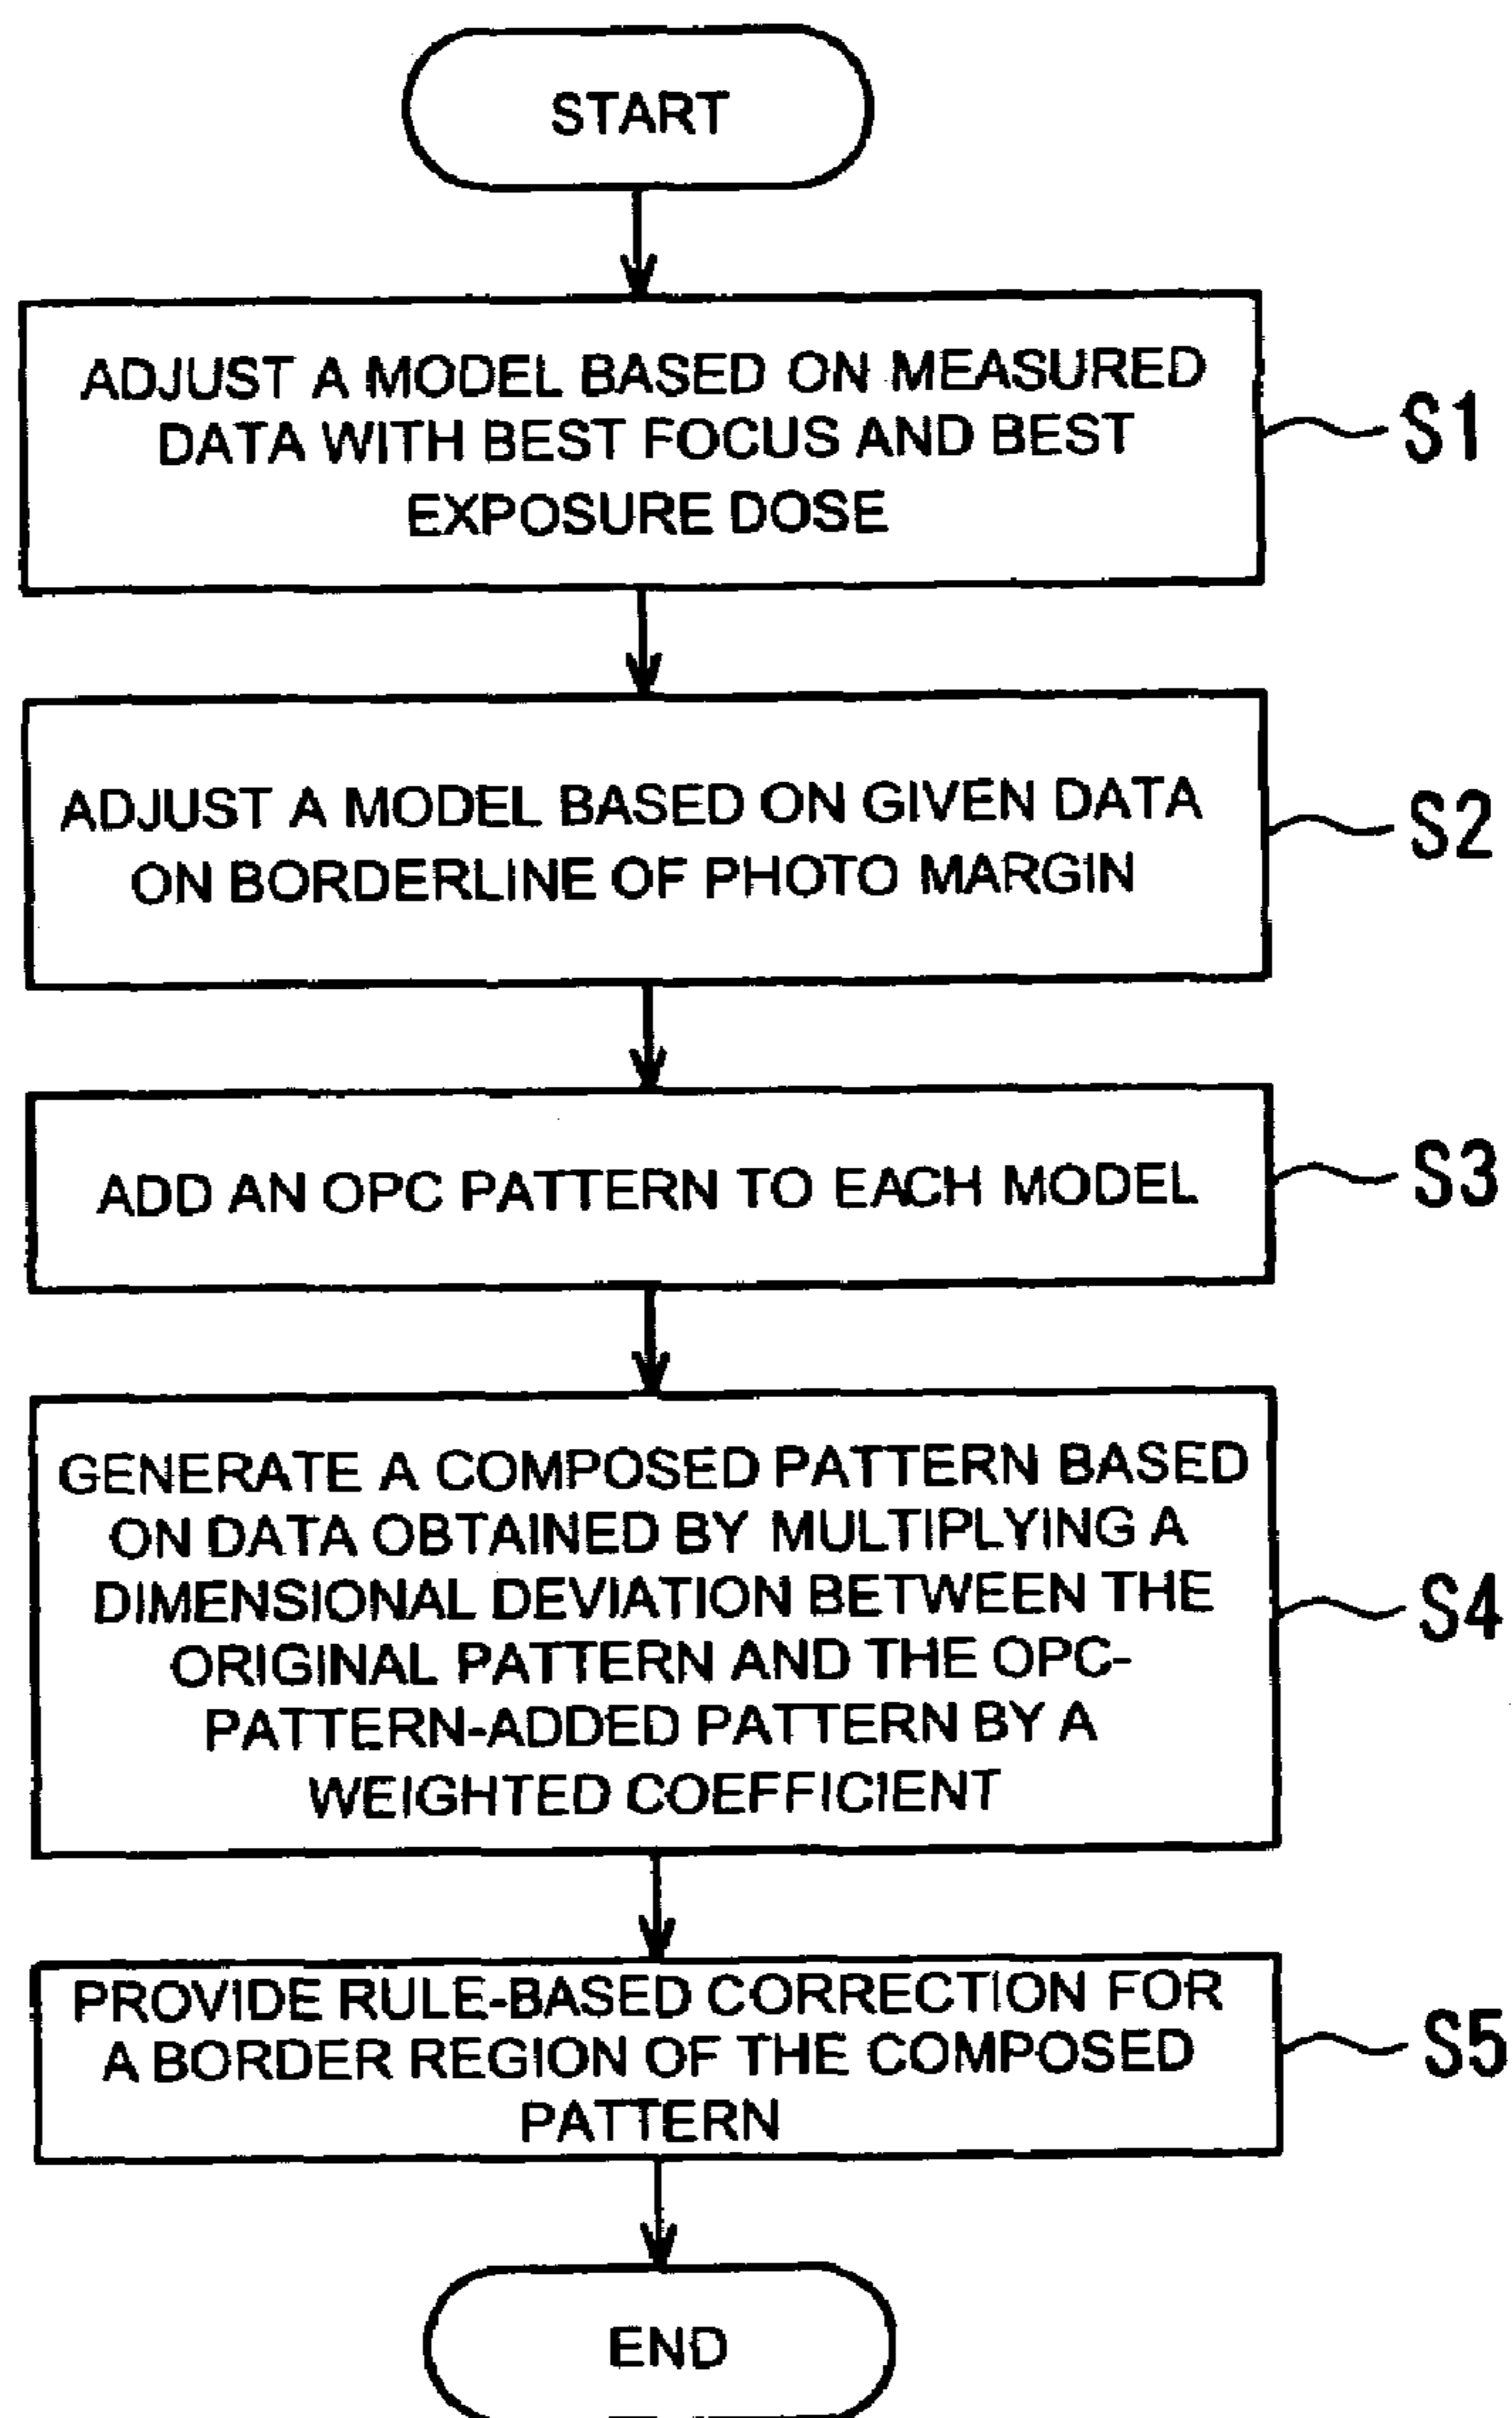 START
ADJUST A MODEL BASED ON MEASURED
DATA WITH BEST FOCUS AND BEST
EXPOSURE DOSE
S1
ADJUST A MODEL BASED ON GIVEN DATA
ON BORDERLINE OF PHOTO MARGIN
S2
ADD AN OPC PATTERN TO EACH MODEL
S3
GENERATE A COMPOSED PATTERN BASED
ON DATA OBTAINED BY MULTIPLYING A
DIMENSIONAL DEVIATION BETWEEN THE
ORIGINAL PATTERN AND THE OPC-
PATTERN-ADDED PATTERN BY A
WEIGHTED COEFFICIENT
S4
PROVIDE RULE-BASED CORRECTION FOR
A BORDER REGION OF THE COMPOSED
PATTERN
S5
END